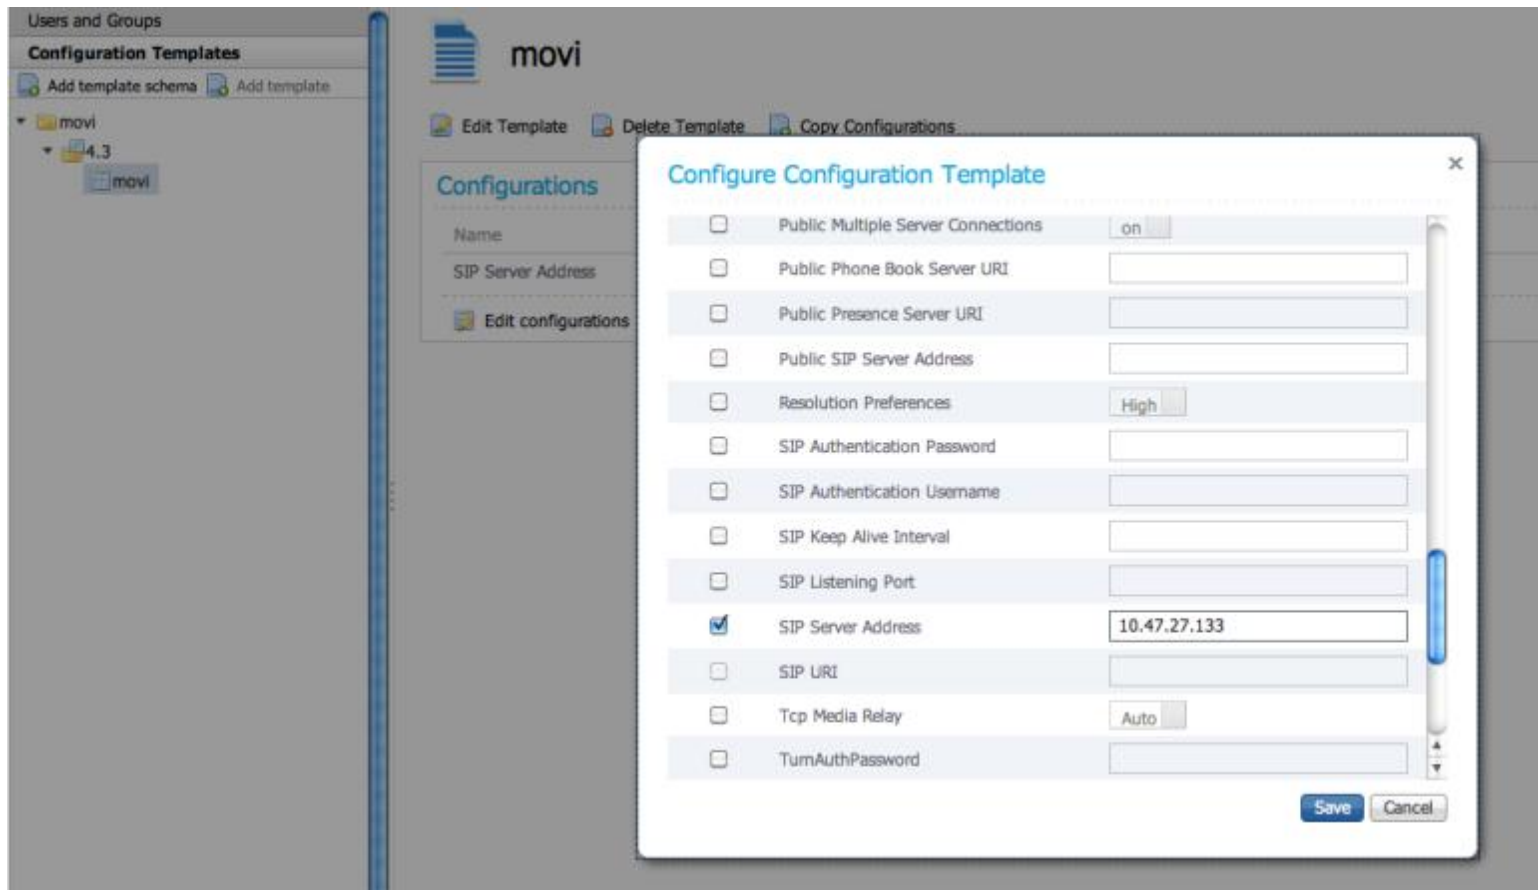 Users and Groups
Configuration Templates
Add template schema Add template
movi
4.3
movi
movi
Edit Template Delete Template Copy Configurations
Configurations
Name
SIP Server Address
Edit configurations
Configure Configuration Template
×
Public Multiple Server Connections on
Public Phone Book Server URI
Public Presence Server URI
Public SIP Server Address
Resolution Preferences High
SIP Authentication Password
SIP Authentication Username
SIP Keep Alive Interval
SIP Listening Port
SIP Server Address 10.47.27.133
SIP URI
Tcp Media Relay Auto
TurnAuthPassword
Save Cancel